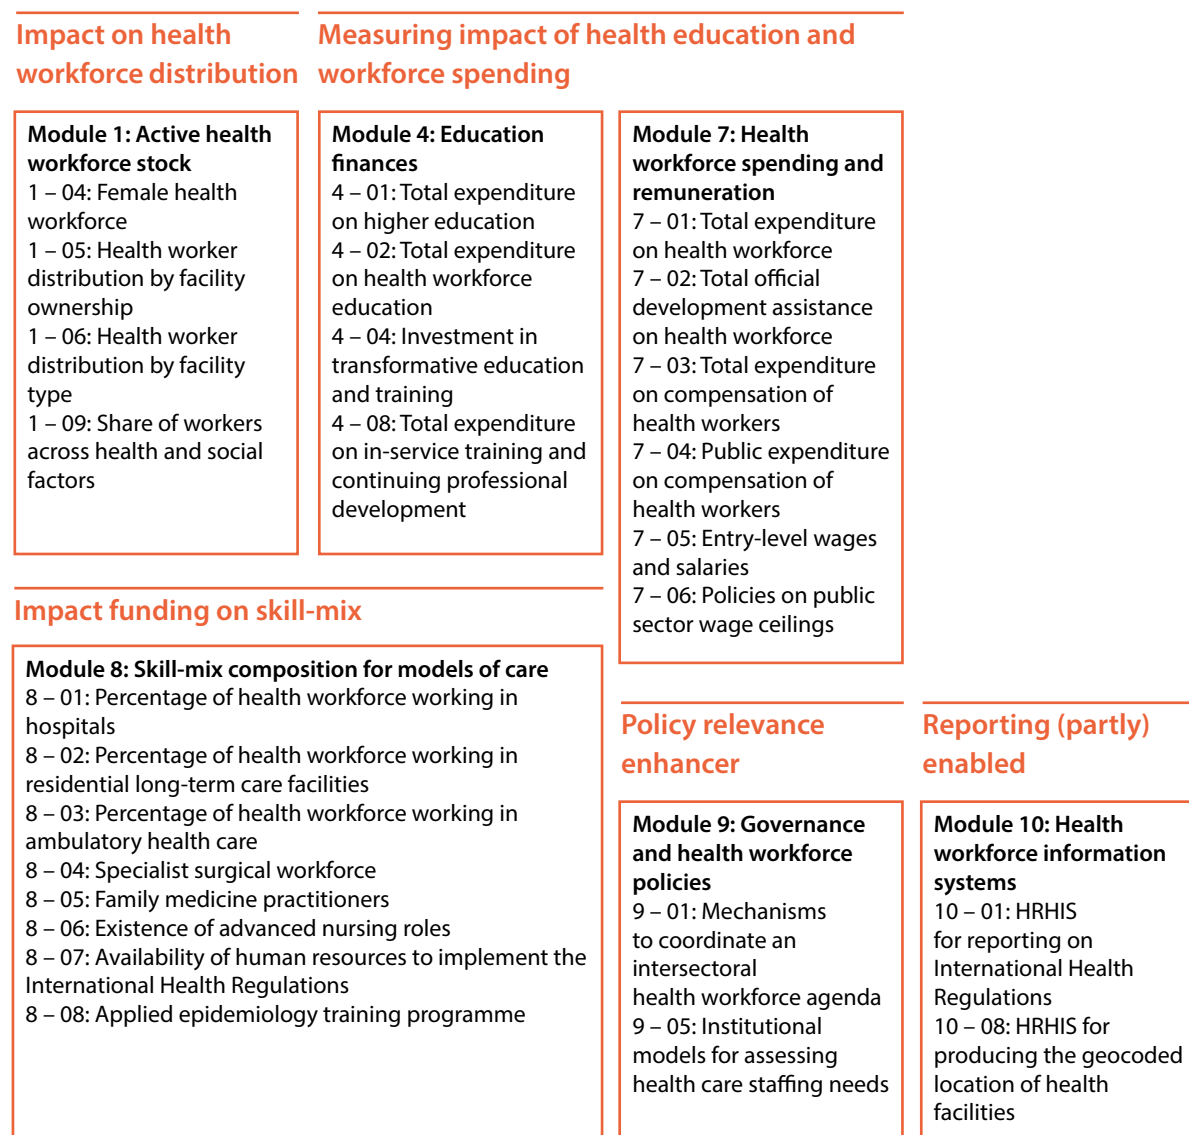 Impact on health
workforce distribution
Measuring impact of health education and
workforce spending
Module 1: Active health
workforce stock
1 – 04: Female health
workforce
1 – 05: Health worker
distribution by facility
ownership
1 – 06: Health worker
distribution by facility
type
1 – 09: Share of workers
across health and social
factors
Module 4: Education
finances
4 – 01: Total expenditure
on higher education
4 – 02: Total expenditure
on health workforce
education
4 – 04: Investment in
transformative education
and training
4 – 08: Total expenditure
on in-service training and
continuing professional
development
Module 7: Health
workforce spending and
remuneration
7 – 01: Total expenditure
on health workforce
7 – 02: Total official
development assistance
on health workforce
7 – 03: Total expenditure
on compensation of
health workers
7 – 04: Public expenditure
on compensation of
health workers
7 – 05: Entry-level wages
and salaries
7 – 06: Policies on public
sector wage ceilings
Impact funding on skill-mix
Module 8: Skill-mix composition for models of care
8 – 01: Percentage of health workforce working in
hospitals
8 – 02: Percentage of health workforce working in
residential long-term care facilities
8 – 03: Percentage of health workforce working in
ambulatory health care
8 – 04: Specialist surgical workforce
8 – 05: Family medicine practitioners
8 – 06: Existence of advanced nursing roles
8 – 07: Availability of human resources to implement the
International Health Regulations
8 – 08: Applied epidemiology training programme
Policy relevance
enhancer
Module 9: Governance
and health workforce
policies
9 – 01: Mechanisms
to coordinate an
intersectoral
health workforce agenda
9 – 05: Institutional
models for assessing
health care staffing needs
Reporting (partly)
enabled
Module 10: Health
workforce information
systems
10 – 01: HRHIS
for reporting on
International Health
Regulations
10 – 08: HRHIS for
producing the geocoded
location of health
facilities